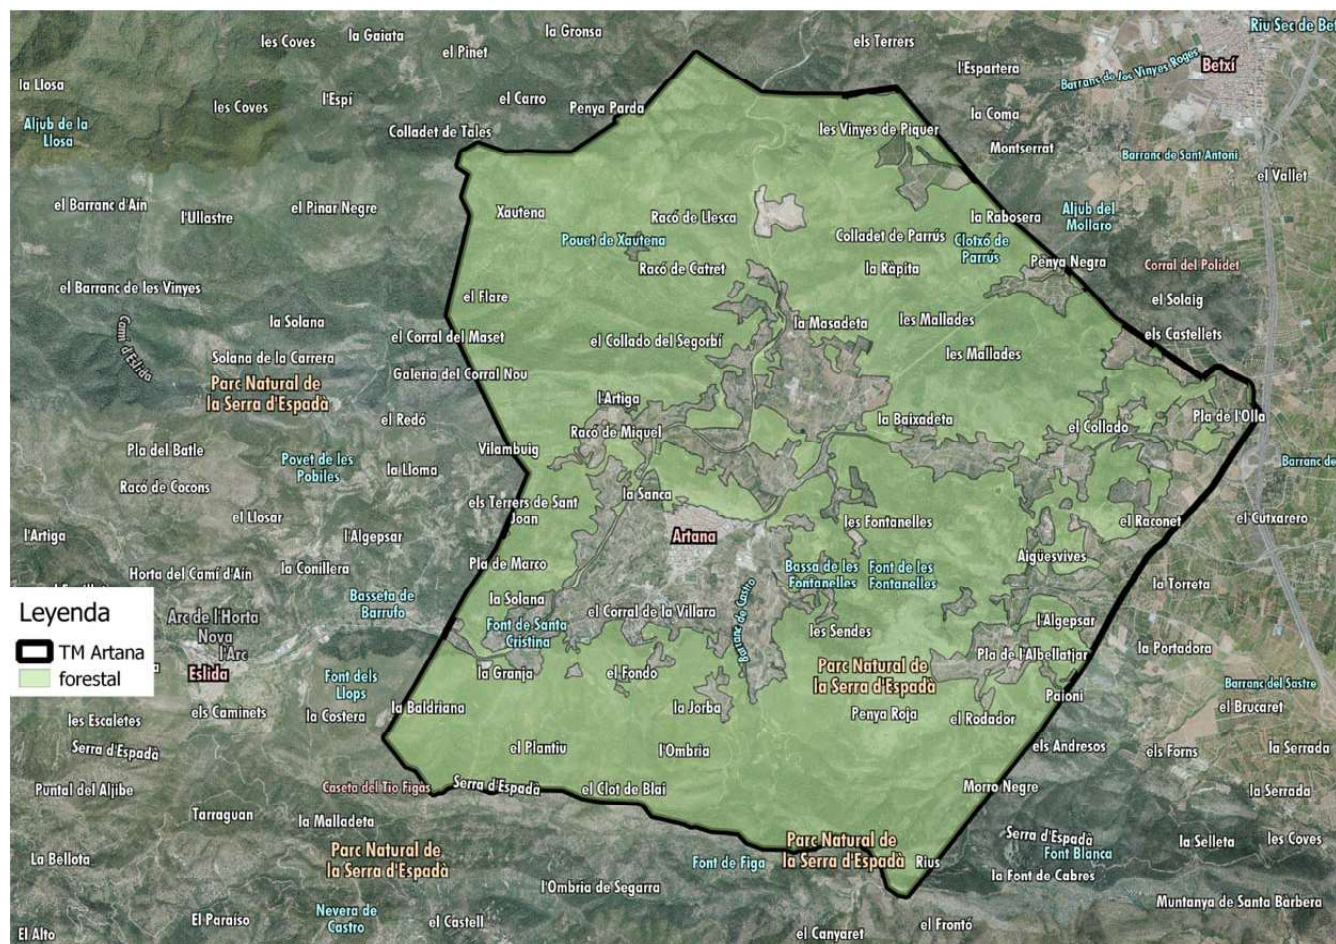 Riu Sec de Bet
la Gaiata
la Gronsa
les Coves
el Pinet
els Terrers
Betxí
l'Espartera
Barranc de les Vinyes Roges
la Llosa
les Coves
l'Espí
el Carro
Penya Parda
la Coma
Aljub de la
Llosa
Colladet de Tales
les Vinyes de Piquer
Montserrat
Barranc de Sant Antoni
el Vallet
el Barranc d'Aín
l'Ullastre
el Pinar Negre
Xautena
Racó de Llesca
la Rabosera
Aljub del
Mollaro
Pouet de Xautena
Colladet de Parrús
Clotxó de
Parrús
Racó de Catret
la Ràpita
Penya Negra
Corral del Polidet
el Barranc de les Vinyes
el Flare
el Solaig
la Solana
Camí d'Eslida
el Corral del Maset
el Collado del Segorbí
la Masadeta
les Mallades
els Castellets
Solana de la Carrera
les Mallades
Parc Natural de
la Serra d'Espadà
Galeria del Corral Nou
l'Artiga
el Redó
la Baixadeta
el Collado
Pla de l'Olla
Racó de Miquel
Pla del Batle
Povet de les
Pobiles
Vilambuig
la Lloma
Barranc de
Racó de Cocons
la Sanca
els Terrers de Sant
Joan
el Llosar
les Fontanelles
el Raconet
el Cutxarero
l'Artiga
l'Algepsar
Artana
Aigüesvives
Horta del Camí d'Aín
la Conillera
Pla de Marco
Bassa de les
Fontanelles
Font de les
Fontanelles
la Torreta
Leyenda
TM Artana
forestal
Basseta de
Barrufo
la Solana
el Corral de la Villara
Barranc de Castro
Arc de l'Horta
Nova
l'Arc
Font de Santa
Cristina
les Sendes
l'Algepsar
Eslida
Font dels
Llops
la Granja
el Fondo
Parc Natural de
la Serra d'Espadà
Pla de l'Albellatjar
la Portadora
Barranc del Sastre
les Escaletes
els Caminets
la Costera
la Baldriana
la Jorba
Penya Roja
el Rodador
Paioni
el Brucaret
Serra d'Espadà
el Plantiu
l'Ombria
els Andresos
els Forns
la Serrada
Puntal del Aljibe
Caseta del Tio Figàs
Serra d'Espadà
el Clot de Blai
Morro Negre
la Serrada
Tarraguan
la Malladeta
Serra d'Espadà
la Selleta
les Coves
La Bellota
Parc Natural de
la Serra d'Espadà
Font de Figa
Parc Natural de
la Serra d'Espadà
Rius
Font Blanca
la Font de Cabres
l'Ombria de Segarra
Muntanya de Santa Bàrbera
El Alto
El Paraíso
Nevera de
Castro
el Castell
el Canyaret
el Frontó